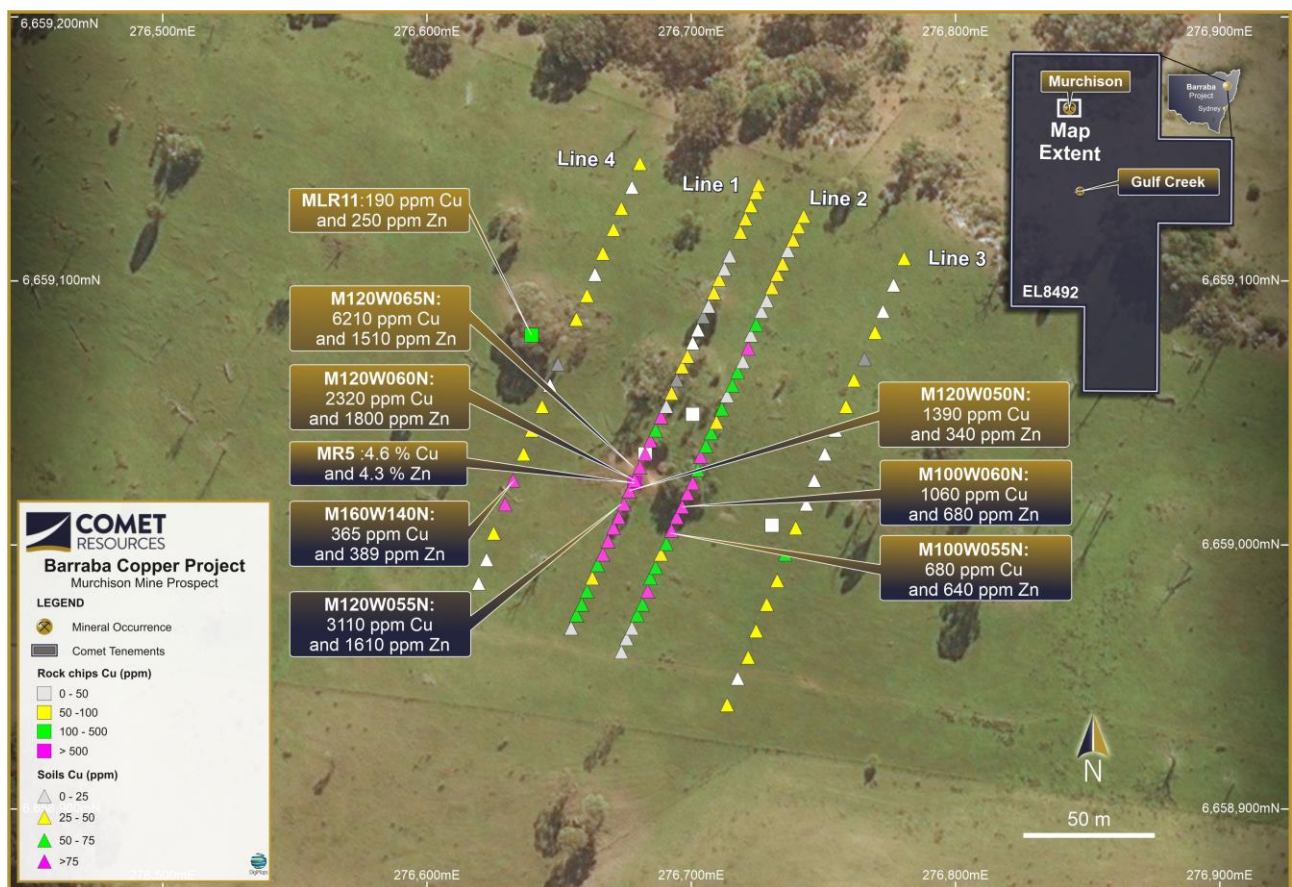 6,659,200mN
276,500mE
276,600mE
276,700mE
276,800mE
276,900mE
Murchison
Map
Extent
Gulf Creek
EL8492
Barraba
Project
Sydney
Line 4
Line 1
Line 2
Line 3
MLR11:190 ppm Cu
and 250 ppm Zn
6,659,100mN
6,659,100mN
M120W065N:
6210 ppm Cu
and 1510 ppm Zn
M120W060N:
2320 ppm Cu
and 1800 ppm Zn
MR5 :4.6 % Cu
and 4.3 % Zn
M160W140N:
365 ppm Cu
and 389 ppm Zn
M120W055N:
3110 ppm Cu
and 1610 ppm Zn
M120W050N:
1390 ppm Cu
and 340 ppm Zn
M100W060N:
1060 ppm Cu
and 680 ppm Zn
M100W055N:
680 ppm Cu
and 640 ppm Zn
6,659,000mN
COMET
RESOURCES
Barraba Copper Project
Murchison Mine Prospect
LEGEND
Mineral Occurrence
Comet Tenements
Rock chips Cu (ppm)
0 - 50
50 -100
100 - 500
> 500
Soils Cu (ppm)
0 - 25
25 - 50
50 - 75
>75
DigMaps
N
50 m
6,658,900mN
276,500mE
276,600mE
276,700mE
276,800mE
276,900mE